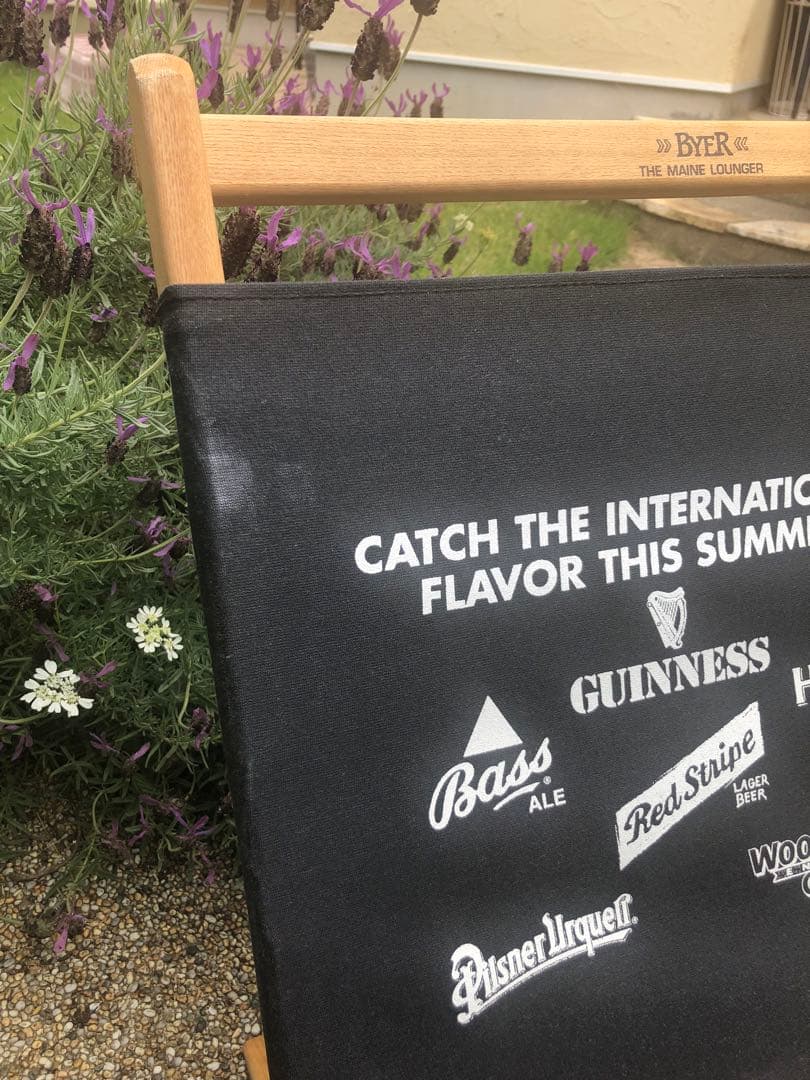 BYER
THE MAINE LOUNGER
CATCH THE INTERNATIO
FLAVOR THIS SUMM
GUINNESS
H
Bass
ALE
Red Stripe
LAGER
BEER
WOO
Pilsner Urquell